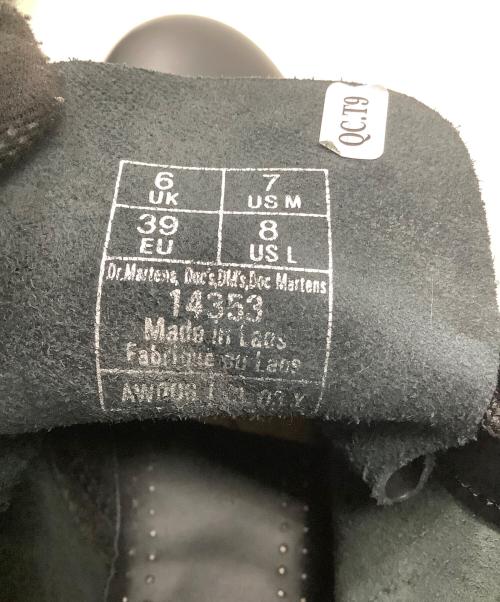 QC.T9
6 7
UK US M
39 8
EU US L
Dr.Martens, Doc's,DM's,Doc Martens
14353
Made in Laos
Fabriqué au Laos